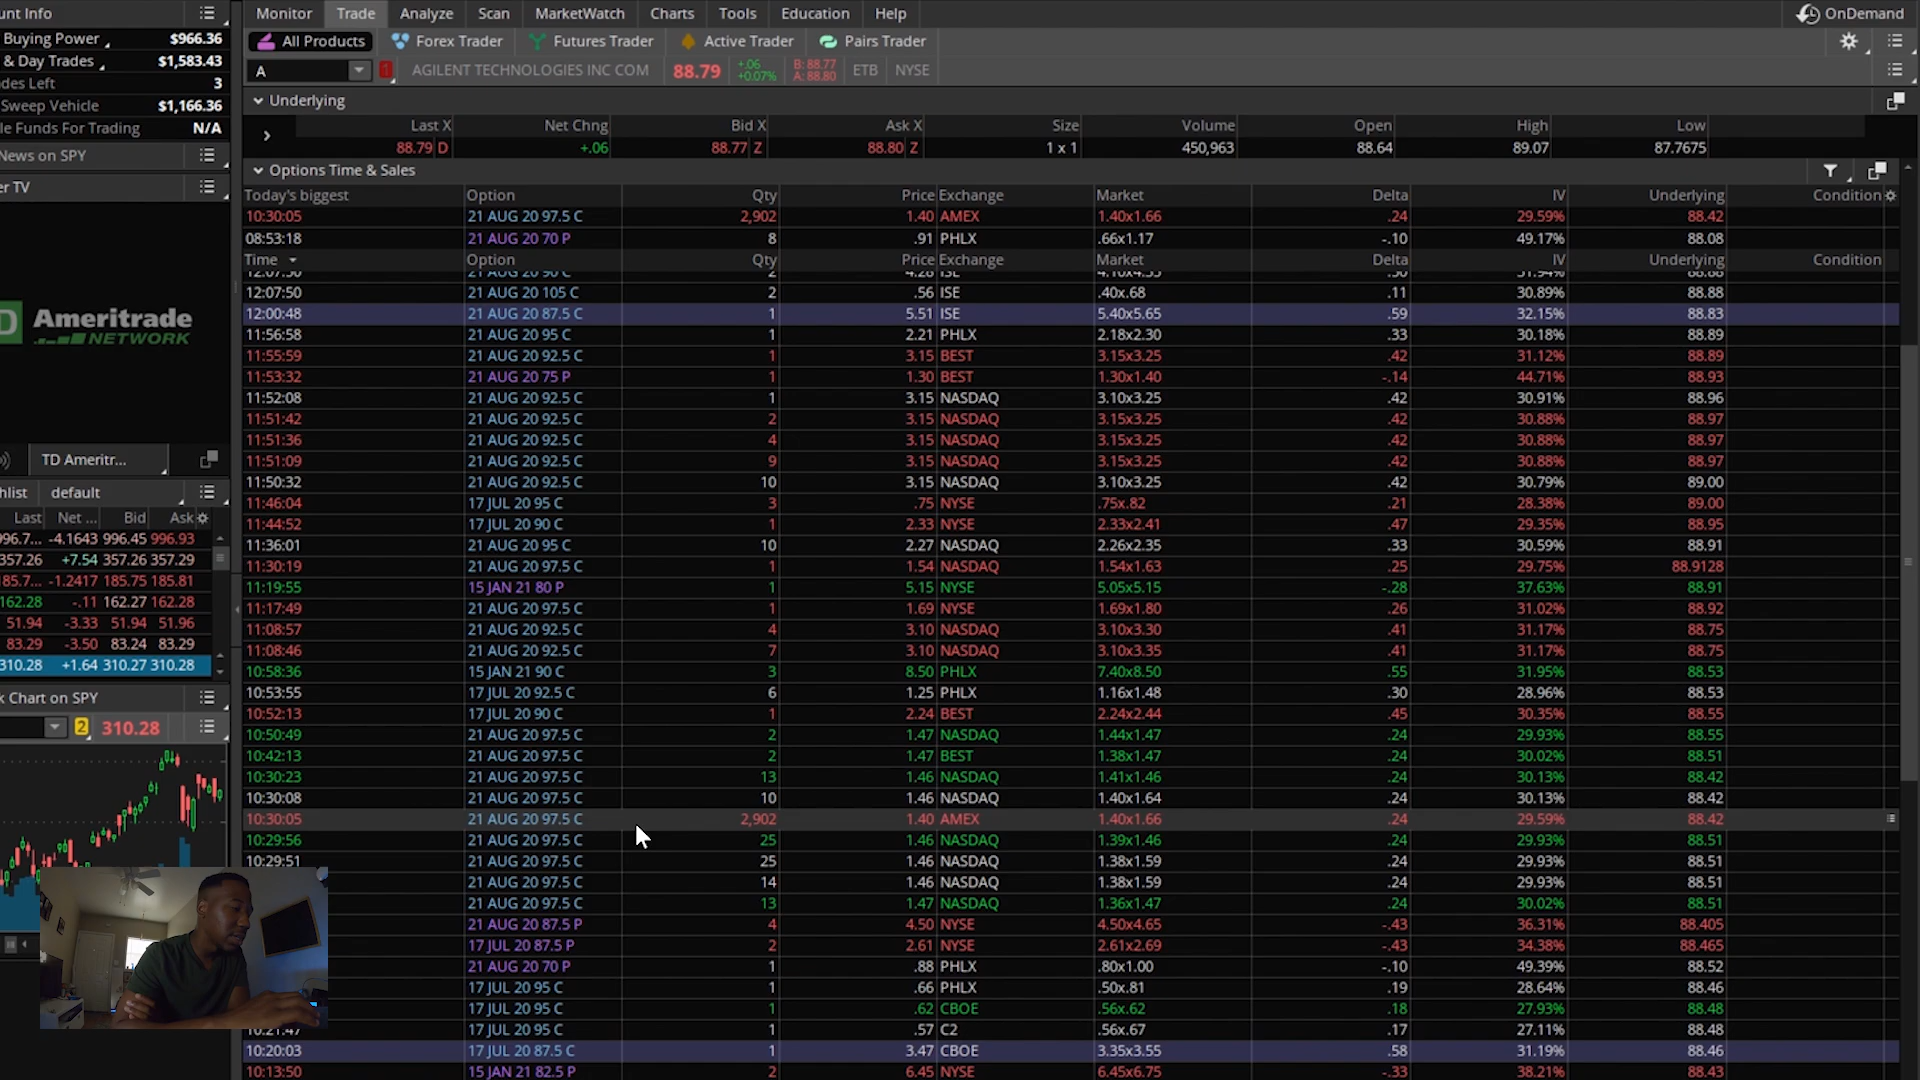 unt Info
Monitor Trade Analyze Scan MarketWatch Charts Tools Education Help OnDemand
Buying Power $966.36
All Products Forex Trader Futures Trader Active Trader Pairs Trader
& Day Trades $1,583.43
A 1 AGILENT TECHNOLOGIES INC COM 88.79 +.06 +0.07% B: 88.77 A: 88.80 ETB NYSE
des Left 3
Sweep Vehicle $1,166.36
Underlying
le Funds For Trading N/A
Last X Net Chng Bid X Ask X Size Volume Open High Low
88.79 D +.06 88.77 Z 88.80 Z 1 x 1 450,963 88.64 89.07 87.7675
News on SPY
Options Time & Sales
er TV
Today's biggest Option Qty Price Exchange Market Delta IV Underlying Condition
10:30:05 21 AUG 20 97.5 C 2,902 1.40 AMEX 1.40x1.66 .24 29.59% 88.42
08:53:18 21 AUG 20 70 P 8 .91 PHLX .66x1.17 -.10 49.17% 88.08
Time Option Qty Price Exchange Market Delta IV Underlying Condition
12:07:50 21 AUG 20 105 C 2 .56 ISE .40x.68 .11 30.89% 88.88
12:00:48 21 AUG 20 87.5 C 1 5.51 ISE 5.40x5.65 .59 32.15% 88.83
11:56:58 21 AUG 20 95 C 1 2.21 PHLX 2.18x2.30 .33 30.18% 88.89
11:55:59 21 AUG 20 92.5 C 1 3.15 BEST 3.15x3.25 .42 31.12% 88.89
11:53:32 21 AUG 20 75 P 1 1.30 BEST 1.30x1.40 -.14 44.71% 88.93
11:52:08 21 AUG 20 92.5 C 1 3.15 NASDAQ 3.10x3.25 .42 30.91% 88.96
11:51:42 21 AUG 20 92.5 C 2 3.15 NASDAQ 3.15x3.25 .42 30.88% 88.97
11:51:36 21 AUG 20 92.5 C 4 3.15 NASDAQ 3.15x3.25 .42 30.88% 88.97
11:51:09 21 AUG 20 92.5 C 9 3.15 NASDAQ 3.15x3.25 .42 30.88% 88.97
11:50:32 21 AUG 20 92.5 C 10 3.15 NASDAQ 3.10x3.25 .42 30.79% 89.00
11:46:04 17 JUL 20 95 C 3 .75 NYSE .75x.82 .21 28.38% 89.00
11:44:52 17 JUL 20 90 C 1 2.33 NYSE 2.33x2.41 .47 29.35% 88.95
11:36:01 21 AUG 20 95 C 10 2.27 NASDAQ 2.26x2.35 .33 30.59% 88.91
11:30:19 21 AUG 20 97.5 C 1 1.54 NASDAQ 1.54x1.63 .25 29.75% 88.9128
11:19:55 15 JAN 21 80 P 1 5.15 NYSE 5.05x5.15 -.28 37.63% 88.91
11:17:49 21 AUG 20 97.5 C 1 1.69 NYSE 1.69x1.80 .26 31.02% 88.92
11:08:57 21 AUG 20 92.5 C 4 3.10 NASDAQ 3.10x3.30 .41 31.17% 88.75
11:08:46 21 AUG 20 92.5 C 7 3.10 NASDAQ 3.10x3.35 .41 31.17% 88.75
10:58:36 15 JAN 21 90 C 3 8.50 PHLX 7.40x8.50 .55 31.95% 88.53
10:53:55 17 JUL 20 92.5 C 6 1.25 PHLX 1.16x1.48 .30 28.96% 88.53
10:52:13 17 JUL 20 90 C 1 2.24 BEST 2.24x2.44 .45 30.35% 88.55
10:50:49 21 AUG 20 97.5 C 2 1.47 NASDAQ 1.44x1.47 .24 29.93% 88.55
10:42:13 21 AUG 20 97.5 C 2 1.47 BEST 1.38x1.47 .24 30.02% 88.51
10:30:23 21 AUG 20 97.5 C 13 1.46 NASDAQ 1.41x1.46 .24 30.13% 88.42
10:30:08 21 AUG 20 97.5 C 10 1.46 NASDAQ 1.40x1.64 .24 30.13% 88.42
10:30:05 21 AUG 20 97.5 C 2,902 1.40 AMEX 1.40x1.66 .24 29.59% 88.42
10:29:56 21 AUG 20 97.5 C 25 1.46 NASDAQ 1.39x1.46 .24 29.93% 88.51
10:29:51 21 AUG 20 97.5 C 25 1.46 NASDAQ 1.38x1.59 .24 29.93% 88.51
21 AUG 20 97.5 C 14 1.46 NASDAQ 1.38x1.59 .24 29.93% 88.51
21 AUG 20 97.5 C 13 1.47 NASDAQ 1.36x1.47 .24 30.02% 88.51
21 AUG 20 87.5 P 4 4.50 NYSE 4.50x4.65 -.43 36.31% 88.405
17 JUL 20 87.5 P 2 2.61 NYSE 2.61x2.69 -.43 34.38% 88.465
21 AUG 20 70 P 1 .88 PHLX .80x1.00 -.10 49.39% 88.52
17 JUL 20 95 C 1 .66 PHLX .50x.81 .19 28.64% 88.46
17 JUL 20 95 C 1 .62 CBOE .56x.62 .18 27.93% 88.48
10:21:47 17 JUL 20 95 C 1 .57 C2 .56x.67 .17 27.11% 88.48
10:20:03 17 JUL 20 87.5 C 1 3.47 CBOE 3.35x3.55 .58 31.19% 88.46
10:13:50 15 JAN 21 82.5 P 2 6.45 NYSE 6.45x6.75 -.33 38.21% 88.43
D Ameritrade
NETWORK
TD Ameritr...
hlist default
Last Net ... Bid Ask
996.7... -4.1643 996.45 996.93
357.26 +7.54 357.26 357.29
185.7... -1.2417 185.75 185.81
162.28 -.11 162.27 162.28
51.94 -3.33 51.94 51.96
83.29 -3.50 83.24 83.29
310.28 +1.64 310.27 310.28
k Chart on SPY
2 310.28